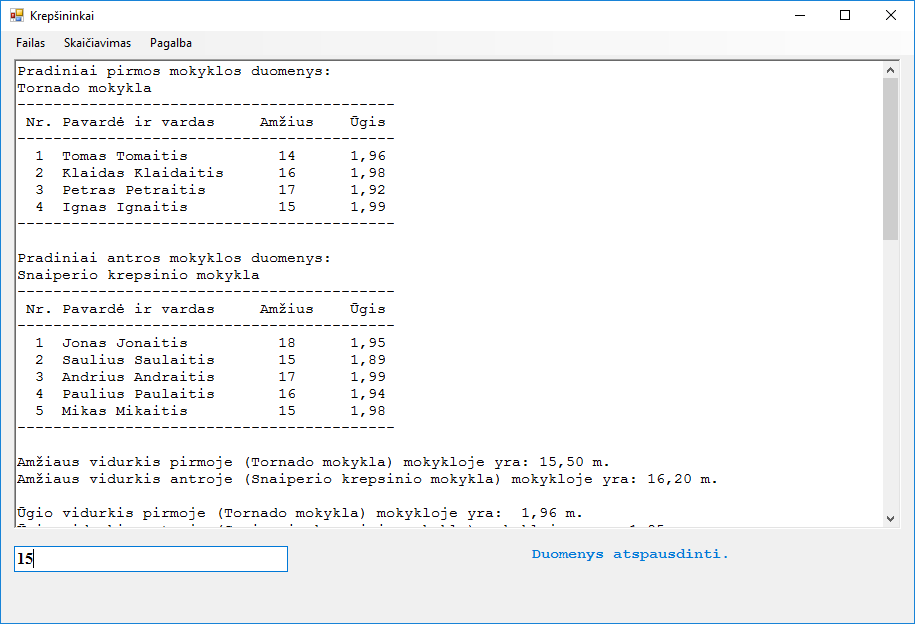 Krepšininkai
Failas Skaičiavimas Pagalba
Pradiniai pirmos mokyklos duomenys:
Tornado mokykla
------------------------------------------
Nr. Pavardė ir vardas Amžius Ūgis
------------------------------------------
1 Tomas Tomaitis 14 1,96
2 Klaidas Klaidaitis 16 1,98
3 Petras Petraitis 17 1,92
4 Ignas Ignaitis 15 1,99
------------------------------------------
Pradiniai antros mokyklos duomenys:
Snaiperio krepsinio mokykla
------------------------------------------
Nr. Pavardė ir vardas Amžius Ūgis
------------------------------------------
1 Jonas Jonaitis 18 1,95
2 Saulius Saulaitis 15 1,89
3 Andrius Andraitis 17 1,99
4 Paulius Paulaitis 16 1,94
5 Mikas Mikaitis 15 1,98
------------------------------------------
Amžiaus vidurkis pirmoje (Tornado mokykla) mokykloje yra: 15,50 m.
Amžiaus vidurkis antroje (Snaiperio krepsinio mokykla) mokykloje yra: 16,20 m.
Ūgio vidurkis pirmoje (Tornado mokykla) mokykloje yra: 1,96 m.
15
Duomenys atspausdinti.